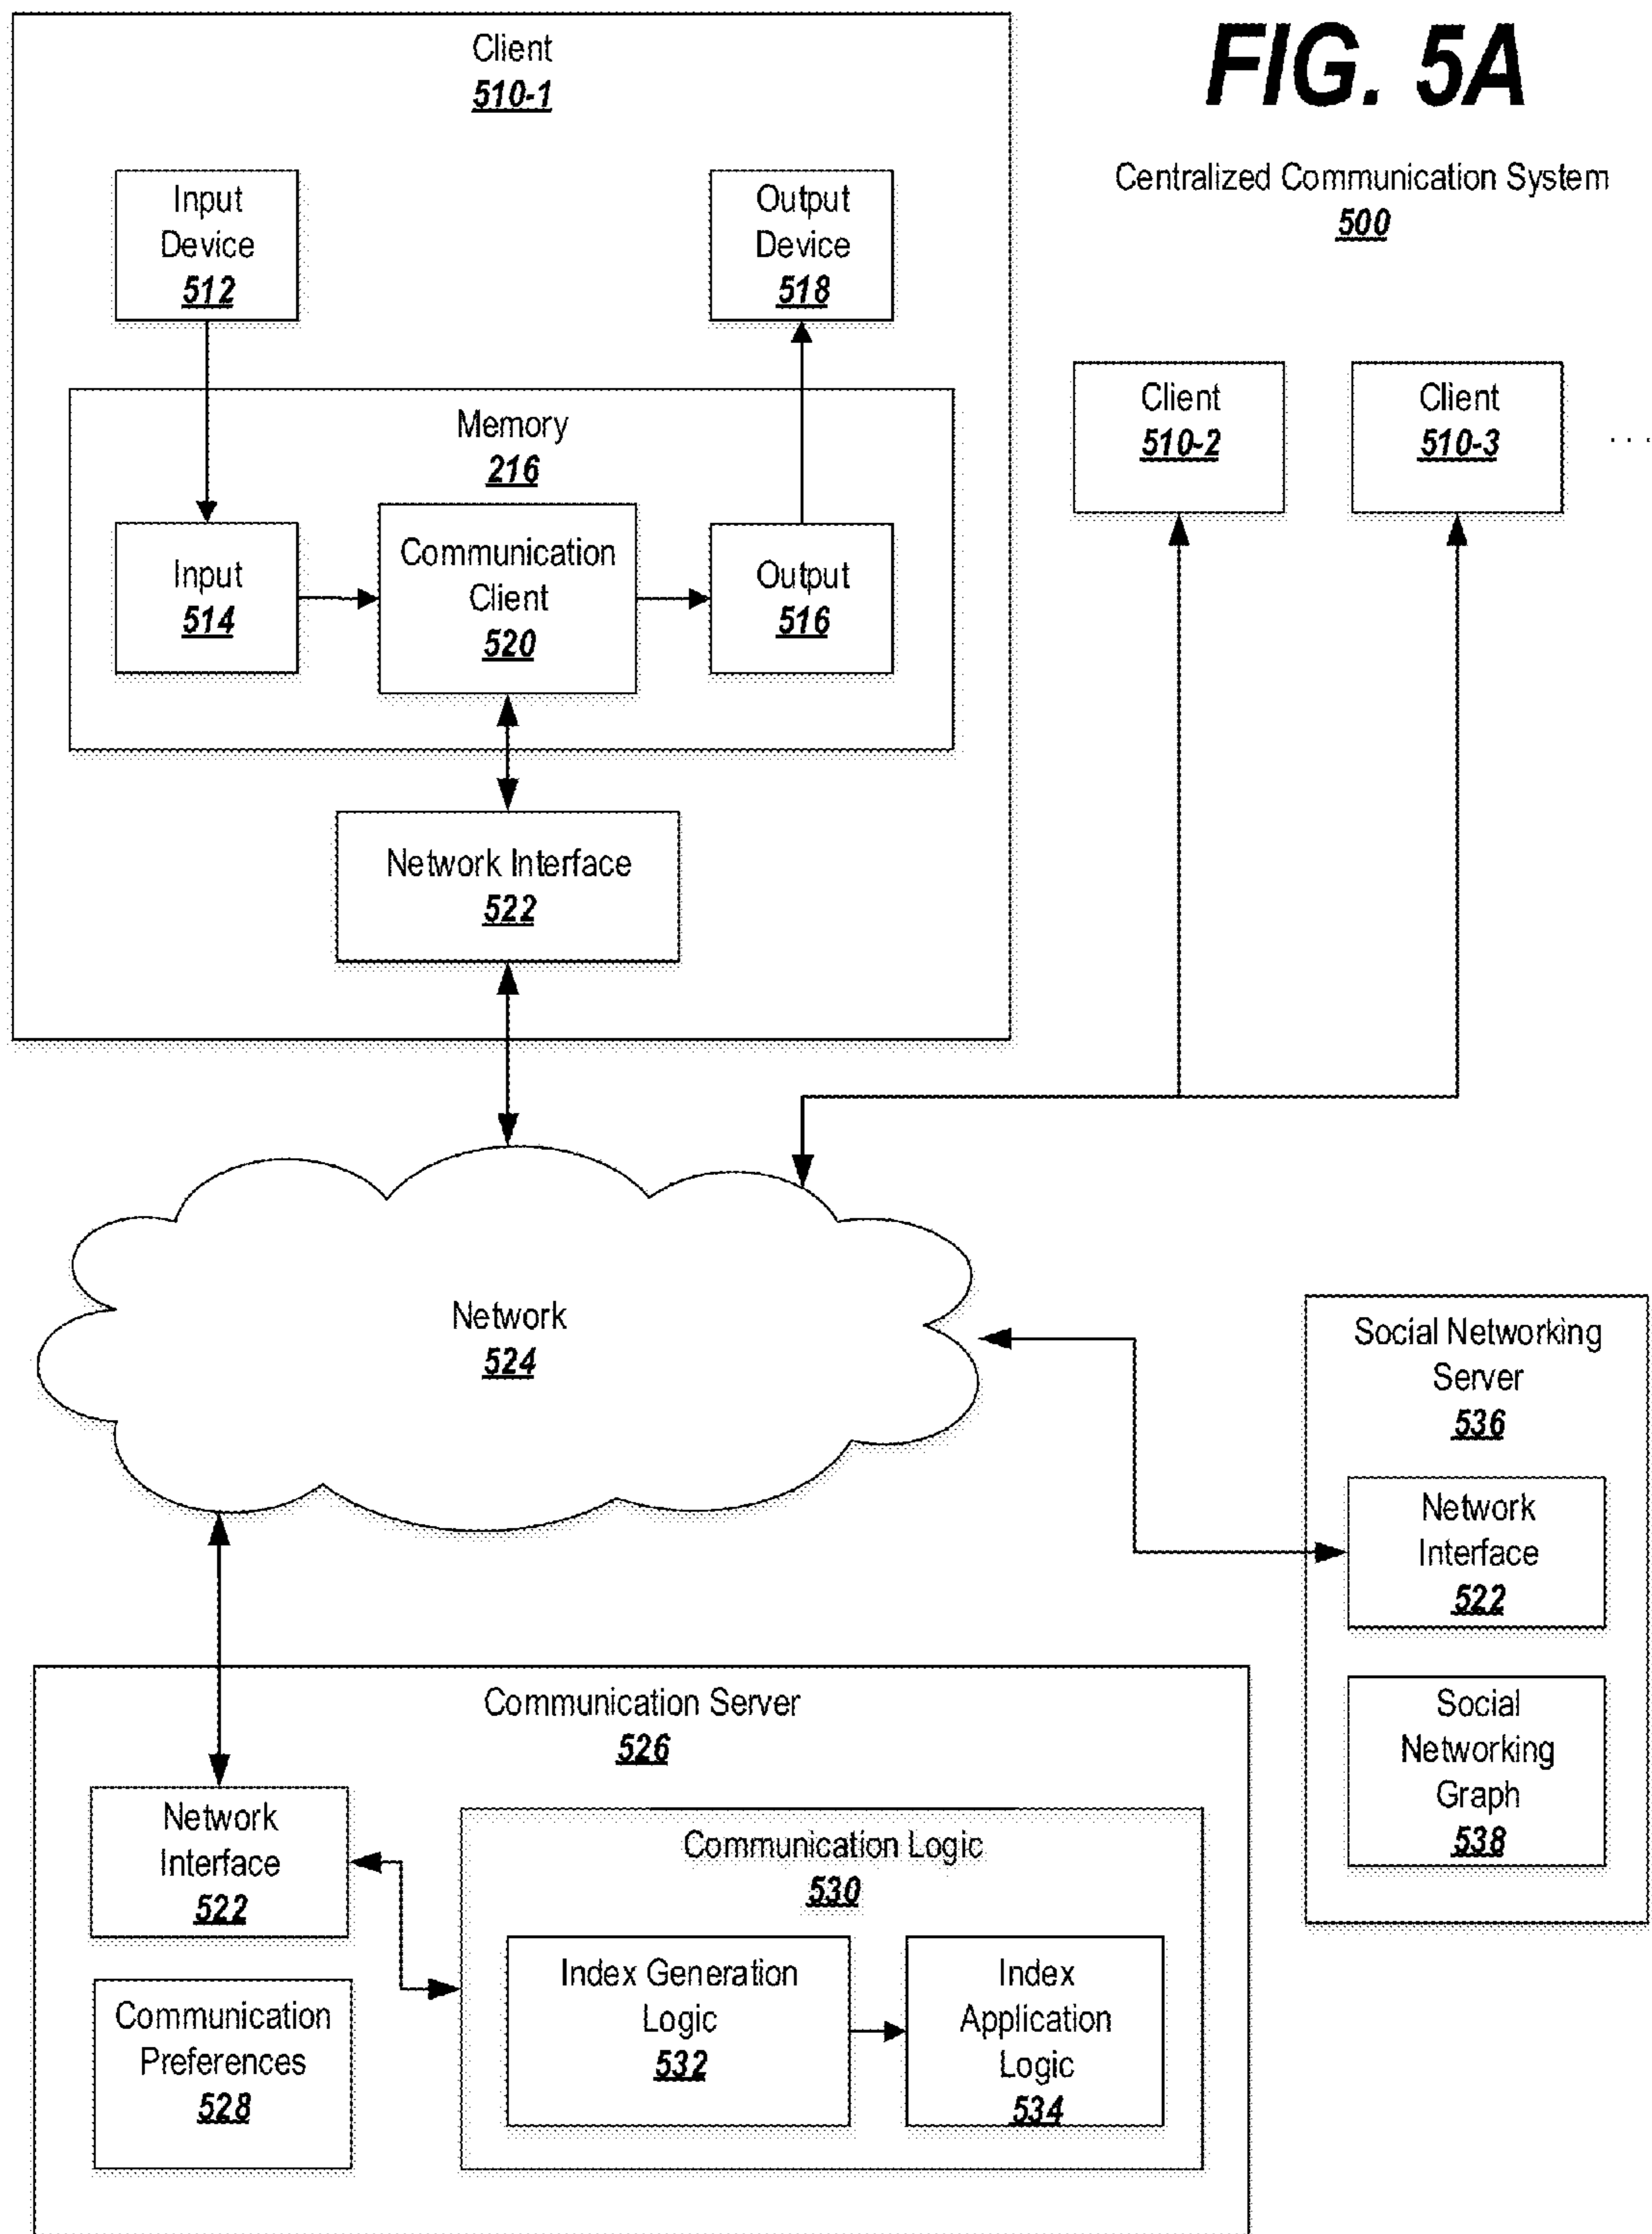 FIG. 5A
Centralized Communication System
500
Client
510-1
Input
Device
512
Output
Device
518
Memory
216
Input
514
Communication
Client
520
Output
516
Network Interface
522
Client
510-2
Client
510-3
...
Network
524
Social Networking
Server
536
Network
Interface
522
Social
Networking
Graph
538
Communication Server
526
Network
Interface
522
Communication
Preferences
528
Communication Logic
530
Index Generation
Logic
532
Index
Application
Logic
534